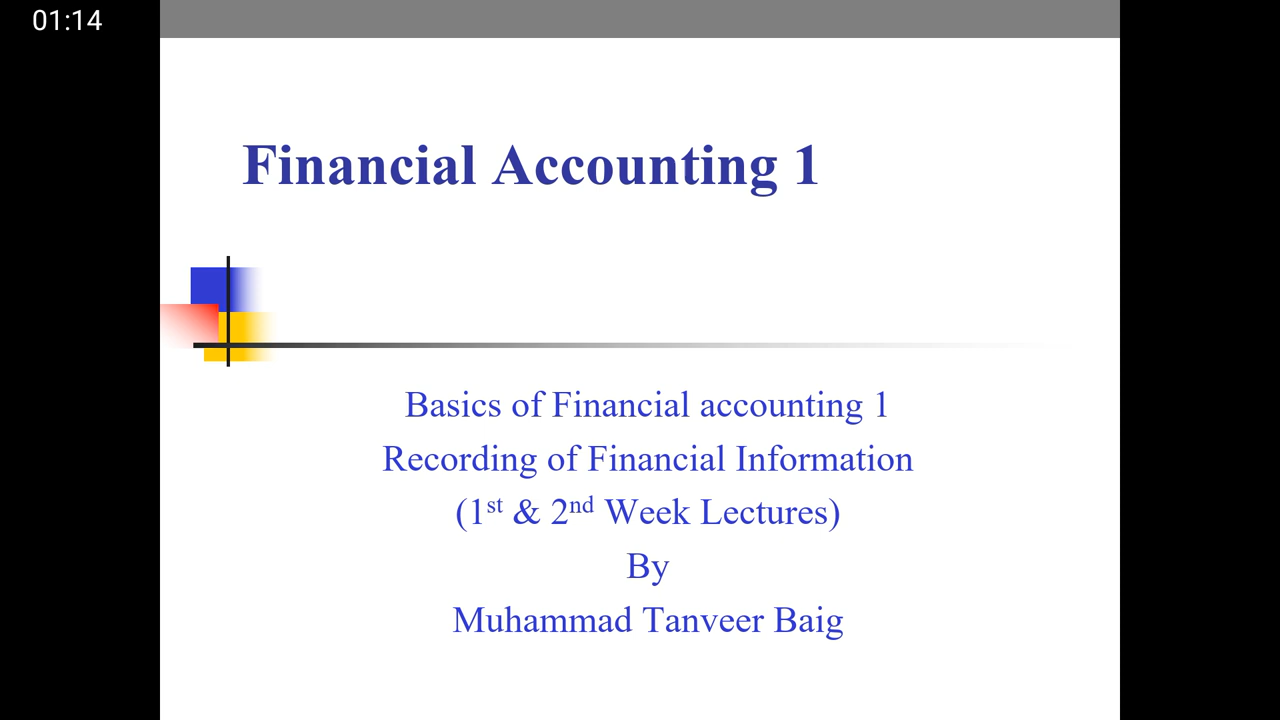 01:14
Financial Accounting 1
Basics of Financial accounting 1
Recording of Financial Information
(1st & 2nd Week Lectures)
By
Muhammad Tanveer Baig